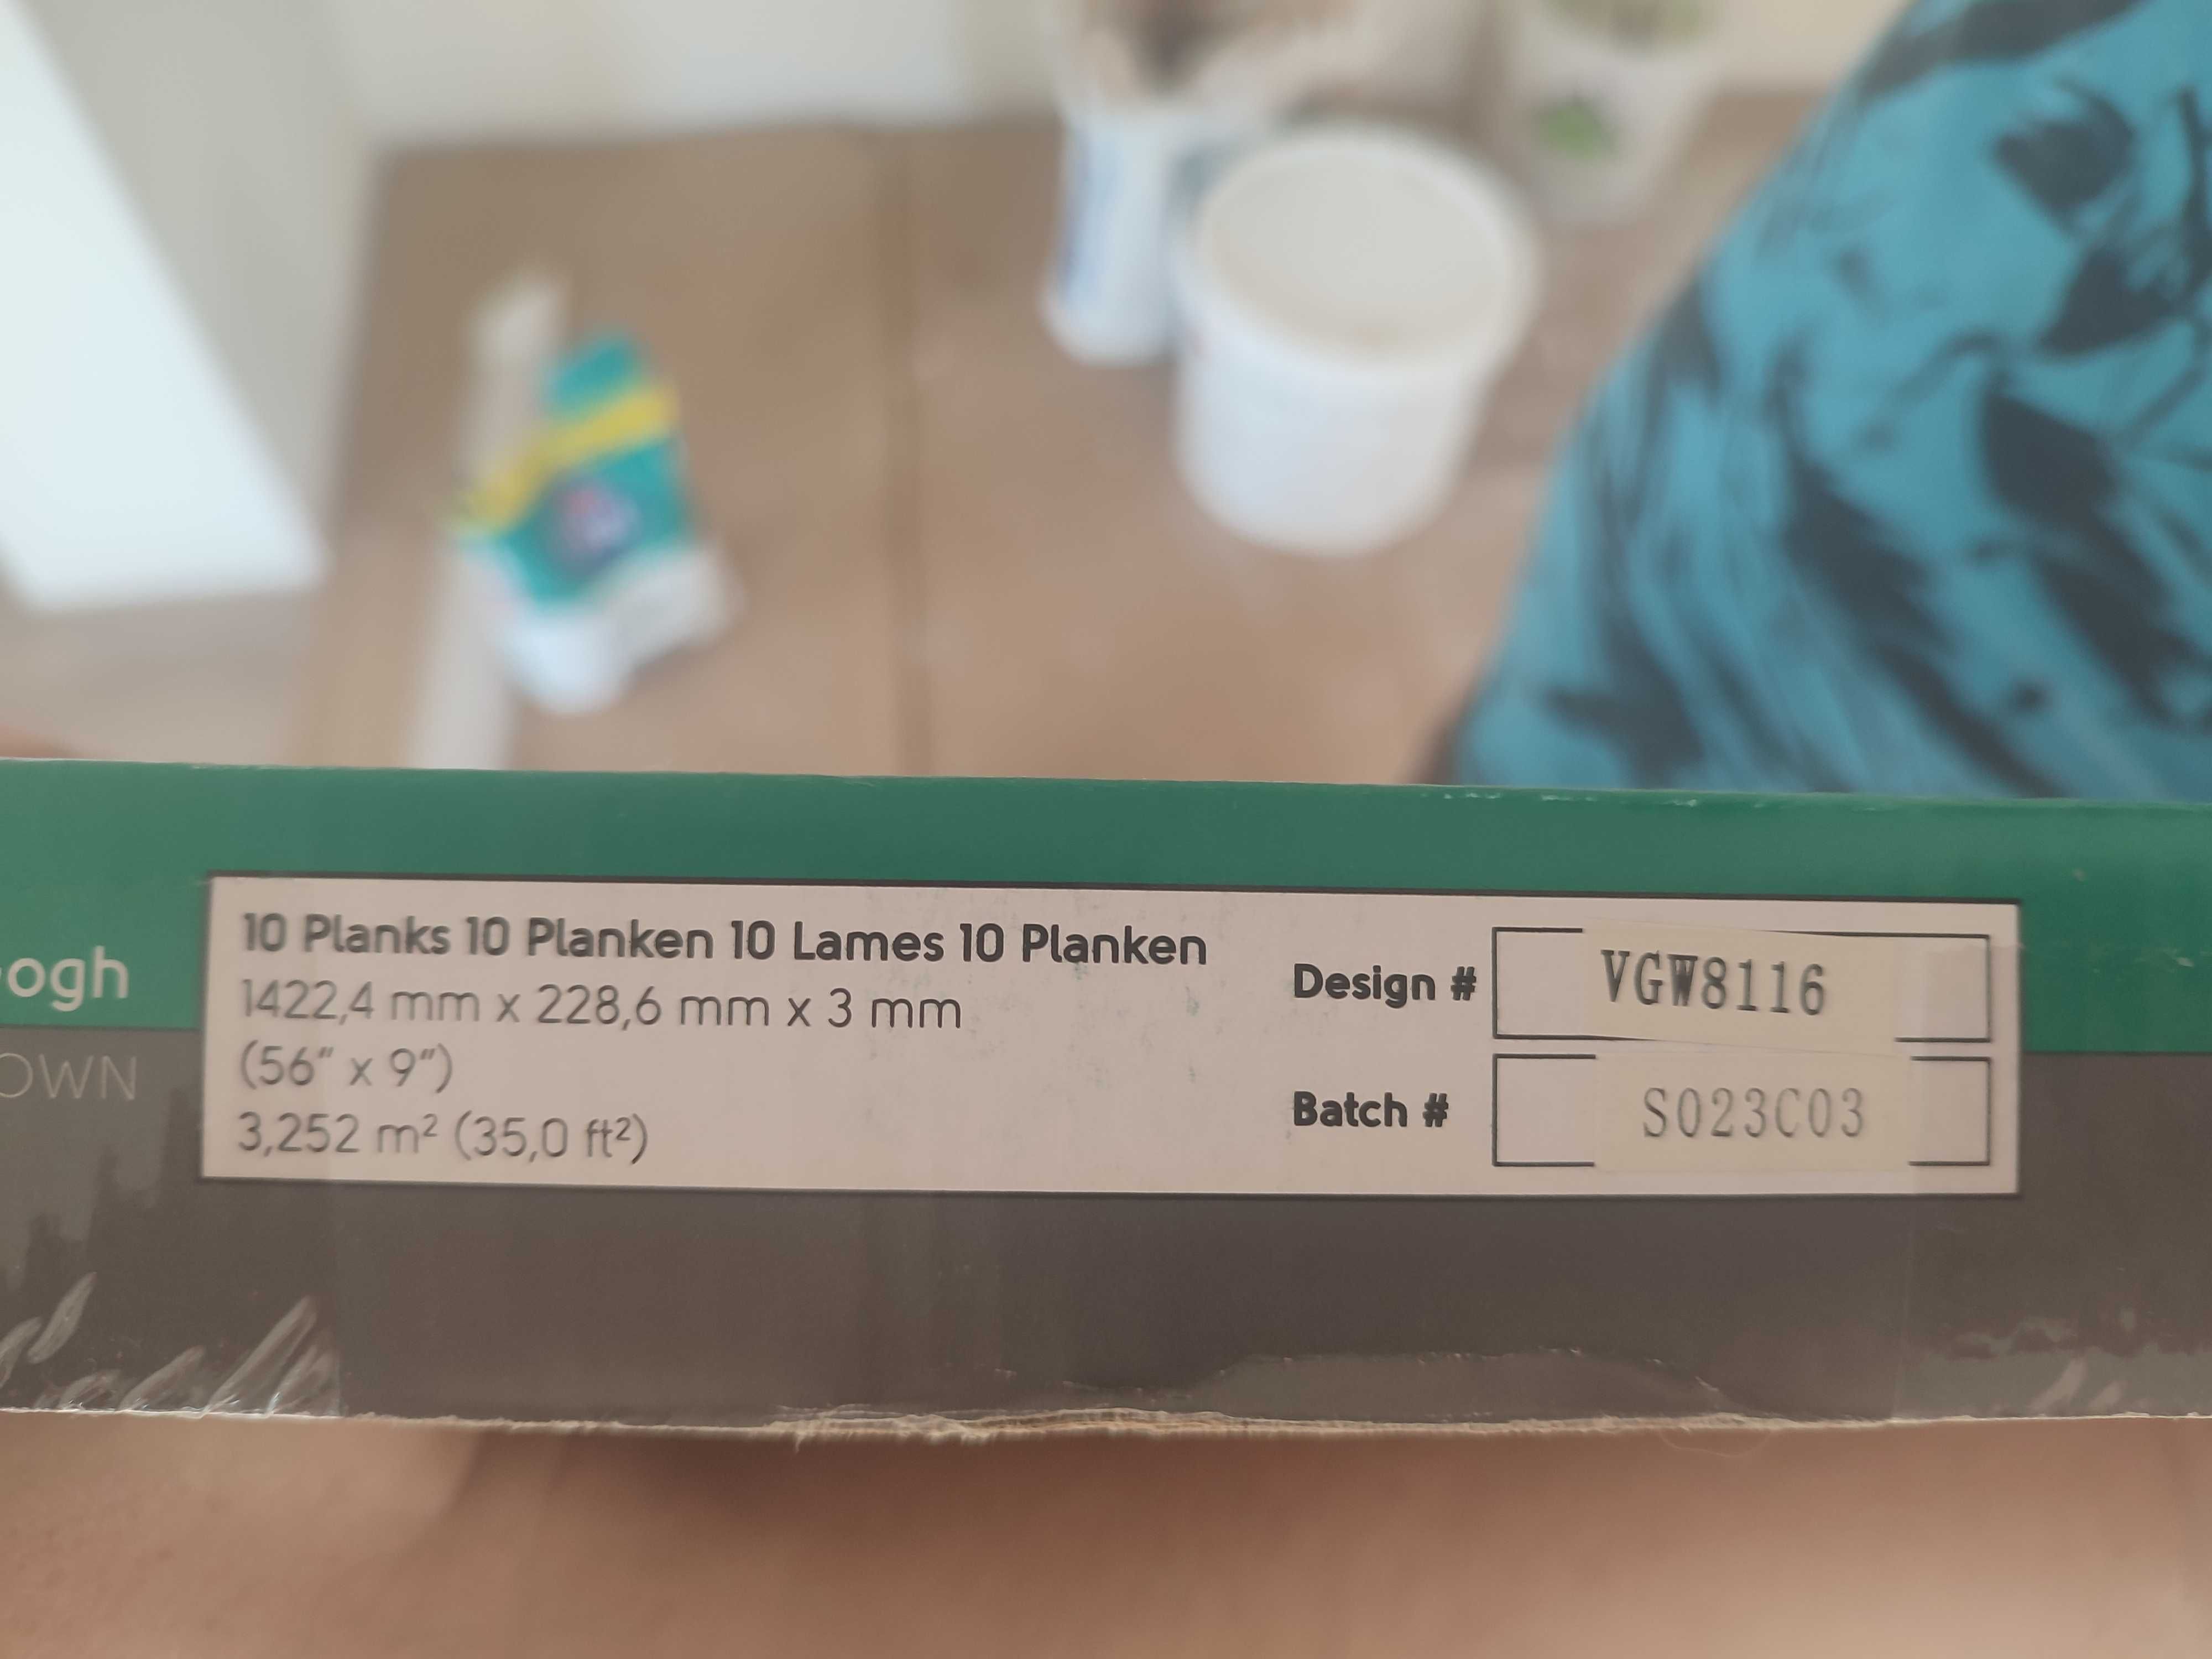 ogh
OWN
10 Planks 10 Planken 10 Lames 10 Planken
1422,4 mm x 228,6 mm x 3 mm
(56" x 9")
3,252 m² (35,0 ft²)
Design # VGW8116
Batch # S023C03